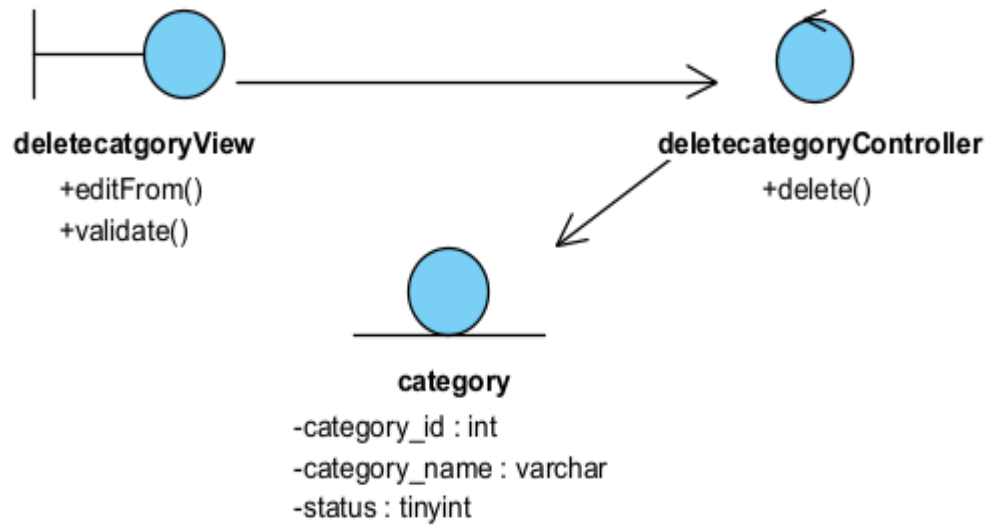 deletecatgoryView
+editFrom()
+validate()
deletecategoryController
+delete()
category
-category_id : int
-category_name : varchar
-status : tinyint